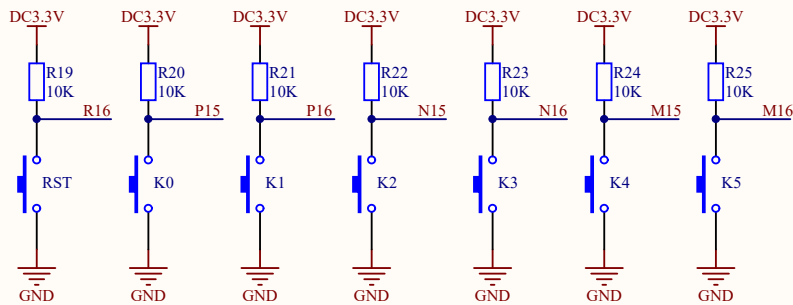 DC3.3V DC3.3V DC3.3V DC3.3V DC3.3V DC3.3V DC3.3V
R19 R20 R21 R22 R23 R24 R25
10K 10K 10K 10K 10K 10K 10K
R16 P15 P16 N15 N16 M15 M16
RST K0 K1 K2 K3 K4 K5
GND GND GND GND GND GND GND